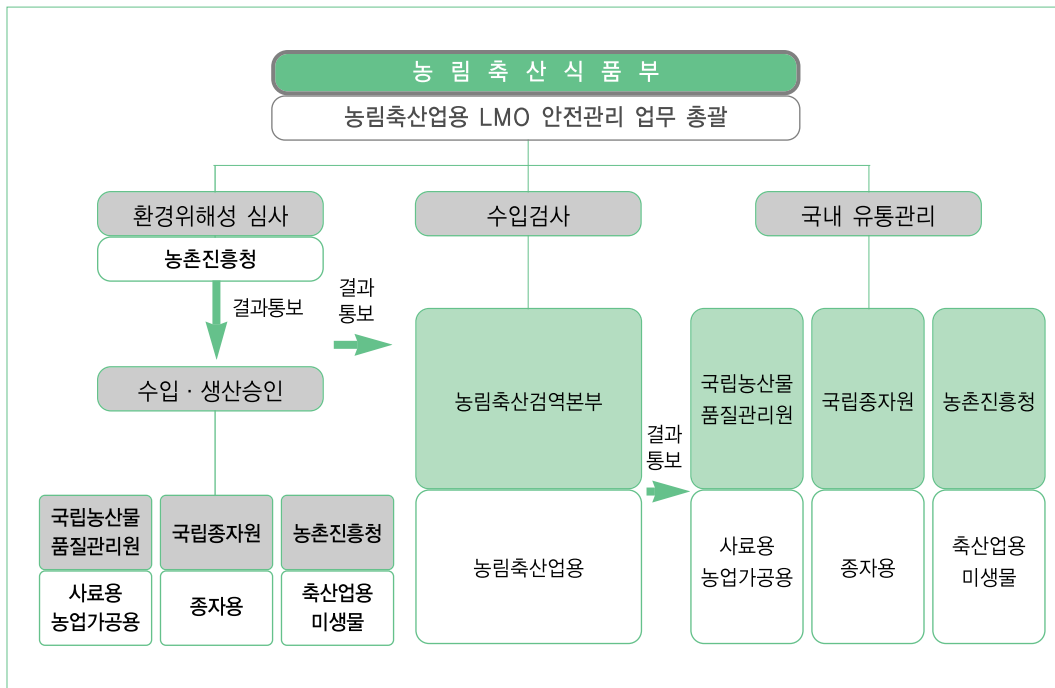 농림축산식품부
농림축산업용 LMO 안전관리 업무 총괄
환경위해성 심사
농촌진흥청
결과통보
수입 · 생산승인
국립농산물
품질관리원
사료용
농업가공용
국립종자원
종자용
농촌진흥청
축산업용
미생물
결과
통보
수입검사
농림축산검역본부
농림축산업용
결과
통보
국내 유통관리
국립농산물
품질관리원
사료용
농업가공용
국립종자원
종자용
농촌진흥청
축산업용
미생물